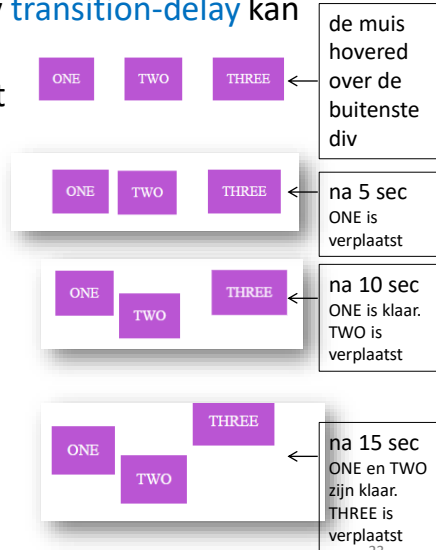 transition-delay kan
t
ONE TWO THREE
de muis
hovered
over de
buitenste
div
ONE TWO THREE
na 5 sec
ONE is
verplaatst
ONE TWO THREE
na 10 sec
ONE is klaar.
TWO is
verplaatst
ONE TWO THREE
na 15 sec
ONE en TWO
zijn klaar.
THREE is
verplaatst